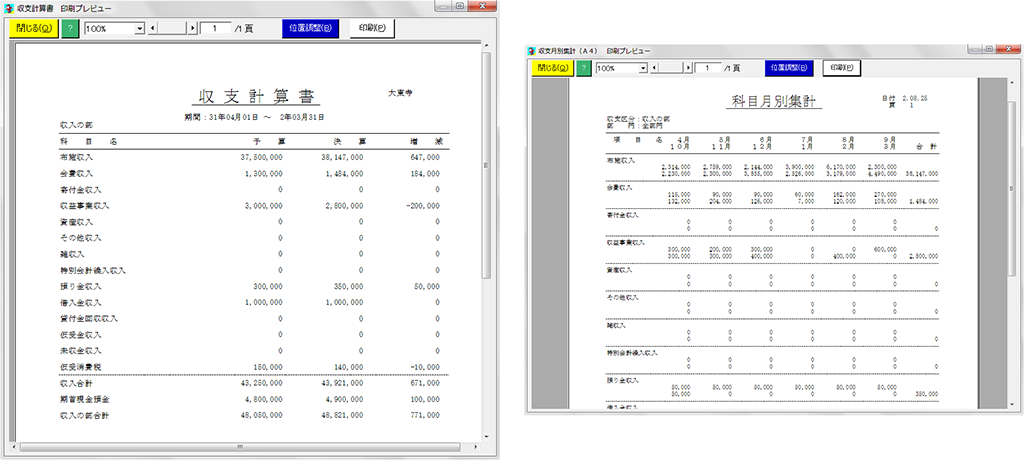 収支計算書　印刷プレビュー
閉じる(Q) ? 100% 1 /1 頁 位置調整(B) 印刷(P)
収 支 計 算 書
大東寺
期間：31年04月01日 ～ 2年03月31日
収入の部
科　目　名 予　算 決　算 増　減
布施収入 37,500,000 38,147,000 647,000
会費収入 1,300,000 1,484,000 184,000
寄付金収入 0 0 0
収益事業収入 3,000,000 2,800,000 -200,000
資産収入 0 0 0
その他収入 0 0 0
雑収入 0 0 0
特別会計繰入収入 0 0 0
預り金収入 300,000 350,000 50,000
借入金収入 1,000,000 1,000,000 0
貸付金回収収入 0 0 0
仮受金収入 0 0 0
未収金収入 0 0 0
仮受消費税 150,000 140,000 -10,000
収入合計 43,250,000 43,921,000 671,000
期首現金預金 4,800,000 4,900,000 100,000
収入の部合計 48,050,000 48,821,000 771,000
収支月別集計（A4）　印刷プレビュー
閉じる(Q) ? 100% 1 /1 頁 位置調整(B) 印刷(P)
科目月別集計
日付 2.08.25
頁 1
収支区分：収入の部
部　門：全部門
項　目　名 4月 5月 6月 7月 8月 9月
10月 11月 12月 1月 2月 3月 合 計
布施収入
2,314,000 2,789,000 2,144,000 3,900,000 6,170,000 2,300,000
2,230,000 2,300,000 3,179,000 4,490,000 38,147,000
会費収入
115,000 90,000 90,000 60,000 162,000 270,000
132,000 204,000 126,000 7,000 120,000 108,000 1,484,000
寄付金収入
0 0 0 0 0 0
0 0 0 0 0 0 0
収益事業収入
300,000 200,000 300,000 0 0 600,000
300,000 300,000 400,000 0 400,000 0 2,800,000
資産収入
0 0 0 0 0 0
0 0 0 0 0 0 0
その他収入
0 0 0 0 0 0
0 0 0 0 0 0 0
雑収入
0 0 0 0 0 0
0 0 0 0 0 0 0
特別会計繰入収入
0 0 0 0 0 0
0 0 0 0 0 0 0
預り金収入
50,000 50,000 50,000 50,000 50,000 50,000
50,000 0 0 0 0 0 350,000
借入金収入